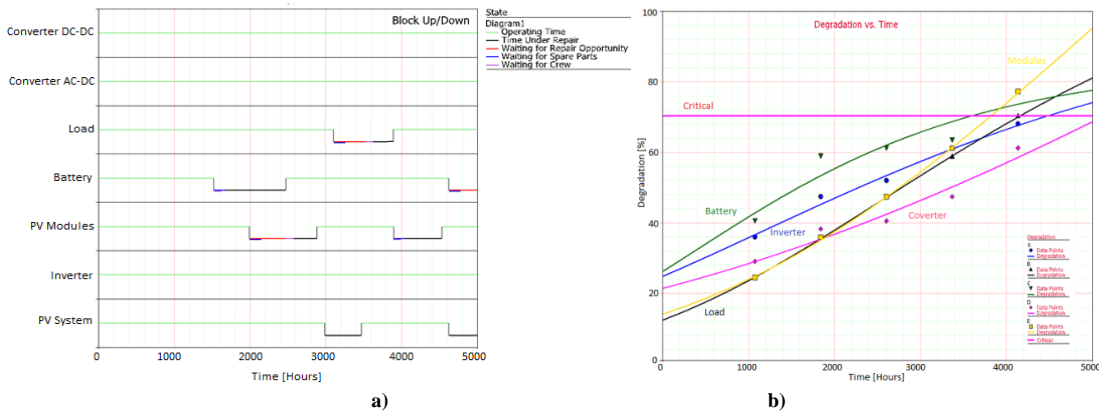 Block Up/Down
Converter DC-DC
Converter AC-DC
Load
Battery
PV Modules
Inverter
PV System
0
1000
2000
3000
4000
5000
Time [Hours]
State
Diagram1
Operating Time
Time Under Repair
Waiting for Repair Opportunity
Waiting for Spare Parts
Waiting for Crew
a)
Degradation vs. Time
Degradation [%]
100
80
60
40
20
0
Critical
Modules
Battery
Inverter
Coverter
Load
Degradation
A
Data Points
Degradation
B
Data Points
Degradation
C
Data Points
Degradation
D
Data Points
Degradation
E
Data Points
Degradation
Critical
0
1000
2000
3000
4000
5000
Time [Hours]
b)